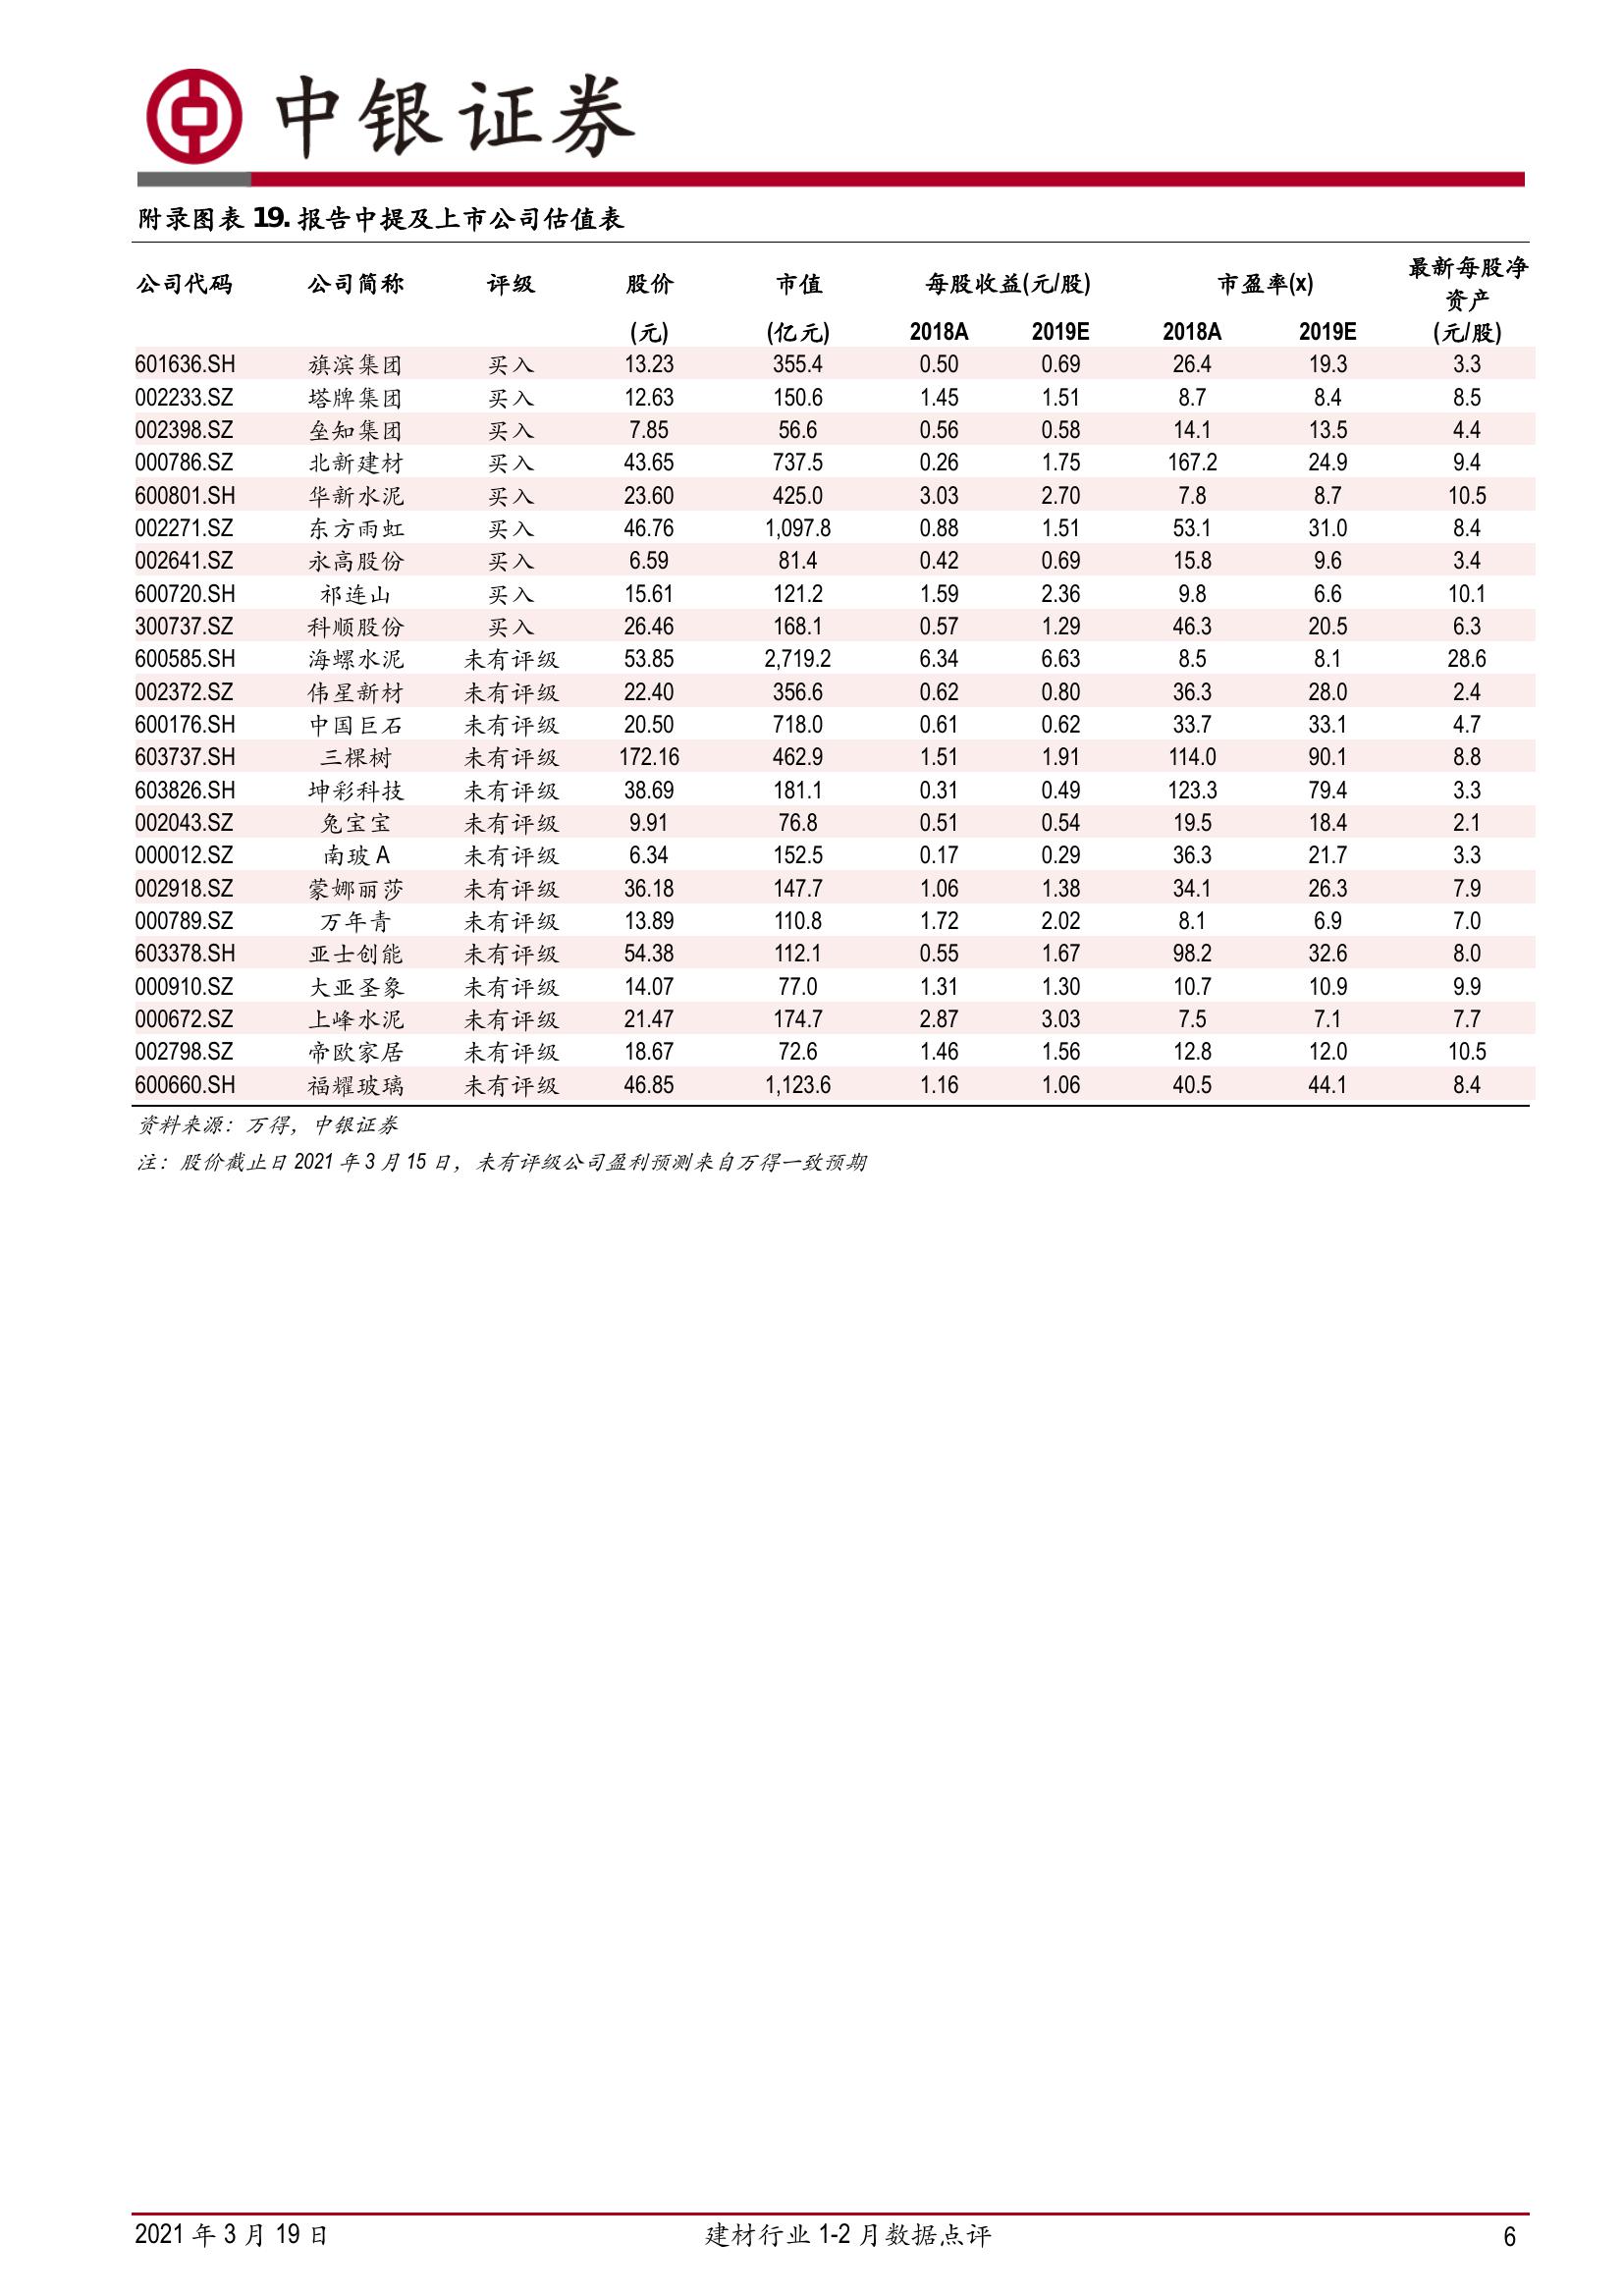 中银证券
附录图表 19. 报告中提及上市公司估值表
公司代码 公司简称 评级 股价 市值 每股收益(元/股) 市盈率(x) 最新每股净
资产
(元) (亿元) 2018A 2019E 2018A 2019E (元/股)
601636.SH 旗滨集团 买入 13.23 355.4 0.50 0.69 26.4 19.3 3.3
002233.SZ 塔牌集团 买入 12.63 150.6 1.45 1.51 8.7 8.4 8.5
002398.SZ 垒知集团 买入 7.85 56.6 0.56 0.58 14.1 13.5 4.4
000786.SZ 北新建材 买入 43.65 737.5 0.26 1.75 167.2 24.9 9.4
600801.SH 华新水泥 买入 23.60 425.0 3.03 2.70 7.8 8.7 10.5
002271.SZ 东方雨虹 买入 46.76 1,097.8 0.88 1.51 53.1 31.0 8.4
002641.SZ 永高股份 买入 6.59 81.4 0.42 0.69 15.8 9.6 3.4
600720.SH 祁连山 买入 15.61 121.2 1.59 2.36 9.8 6.6 10.1
300737.SZ 科顺股份 买入 26.46 168.1 0.57 1.29 46.3 20.5 6.3
600585.SH 海螺水泥 未有评级 53.85 2,719.2 6.34 6.63 8.5 8.1 28.6
002372.SZ 伟星新材 未有评级 22.40 356.6 0.62 0.80 36.3 28.0 2.4
600176.SH 中国巨石 未有评级 20.50 718.0 0.61 0.62 33.7 33.1 4.7
603737.SH 三棵树 未有评级 172.16 462.9 1.51 1.91 114.0 90.1 8.8
603826.SH 坤彩科技 未有评级 38.69 181.1 0.31 0.49 123.3 79.4 3.3
002043.SZ 兔宝宝 未有评级 9.91 76.8 0.51 0.54 19.5 18.4 2.1
000012.SZ 南玻 A 未有评级 6.34 152.5 0.17 0.29 36.3 21.7 3.3
002918.SZ 蒙娜丽莎 未有评级 36.18 147.7 1.06 1.38 34.1 26.3 7.9
000789.SZ 万年青 未有评级 13.89 110.8 1.72 2.02 8.1 6.9 7.0
603378.SH 亚士创能 未有评级 54.38 112.1 0.55 1.67 98.2 32.6 8.0
000910.SZ 大亚圣象 未有评级 14.07 77.0 1.31 1.30 10.7 10.9 9.9
000672.SZ 上峰水泥 未有评级 21.47 174.7 2.87 3.03 7.5 7.1 7.7
002798.SZ 帝欧家居 未有评级 18.67 72.6 1.46 1.56 12.8 12.0 10.5
600660.SH 福耀玻璃 未有评级 46.85 1,123.6 1.16 1.06 40.5 44.1 8.4
资料来源：万得，中银证券
注：股价截止日 2021 年 3 月 15 日，未有评级公司盈利预测来自万得一致预期
2021 年 3 月 19 日 建材行业 1-2 月数据点评 6